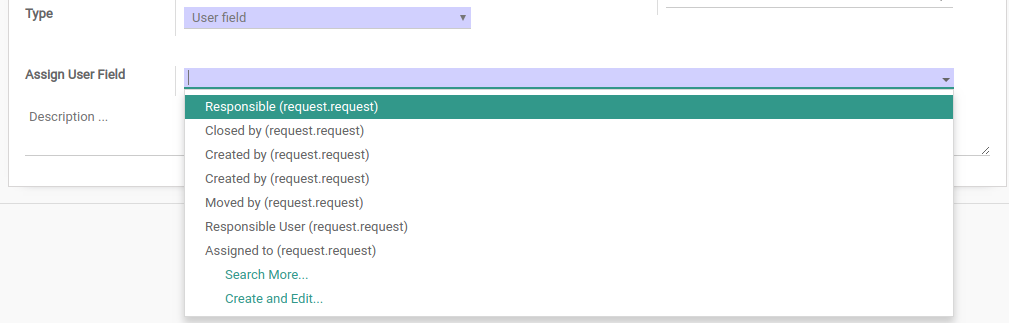 Type
User field
Assign User Field
Responsible (request.request)
Description ...
Closed by (request.request)
Created by (request.request)
Created by (request.request)
Moved by (request.request)
Responsible User (request.request)
Assigned to (request.request)
Search More...
Create and Edit...